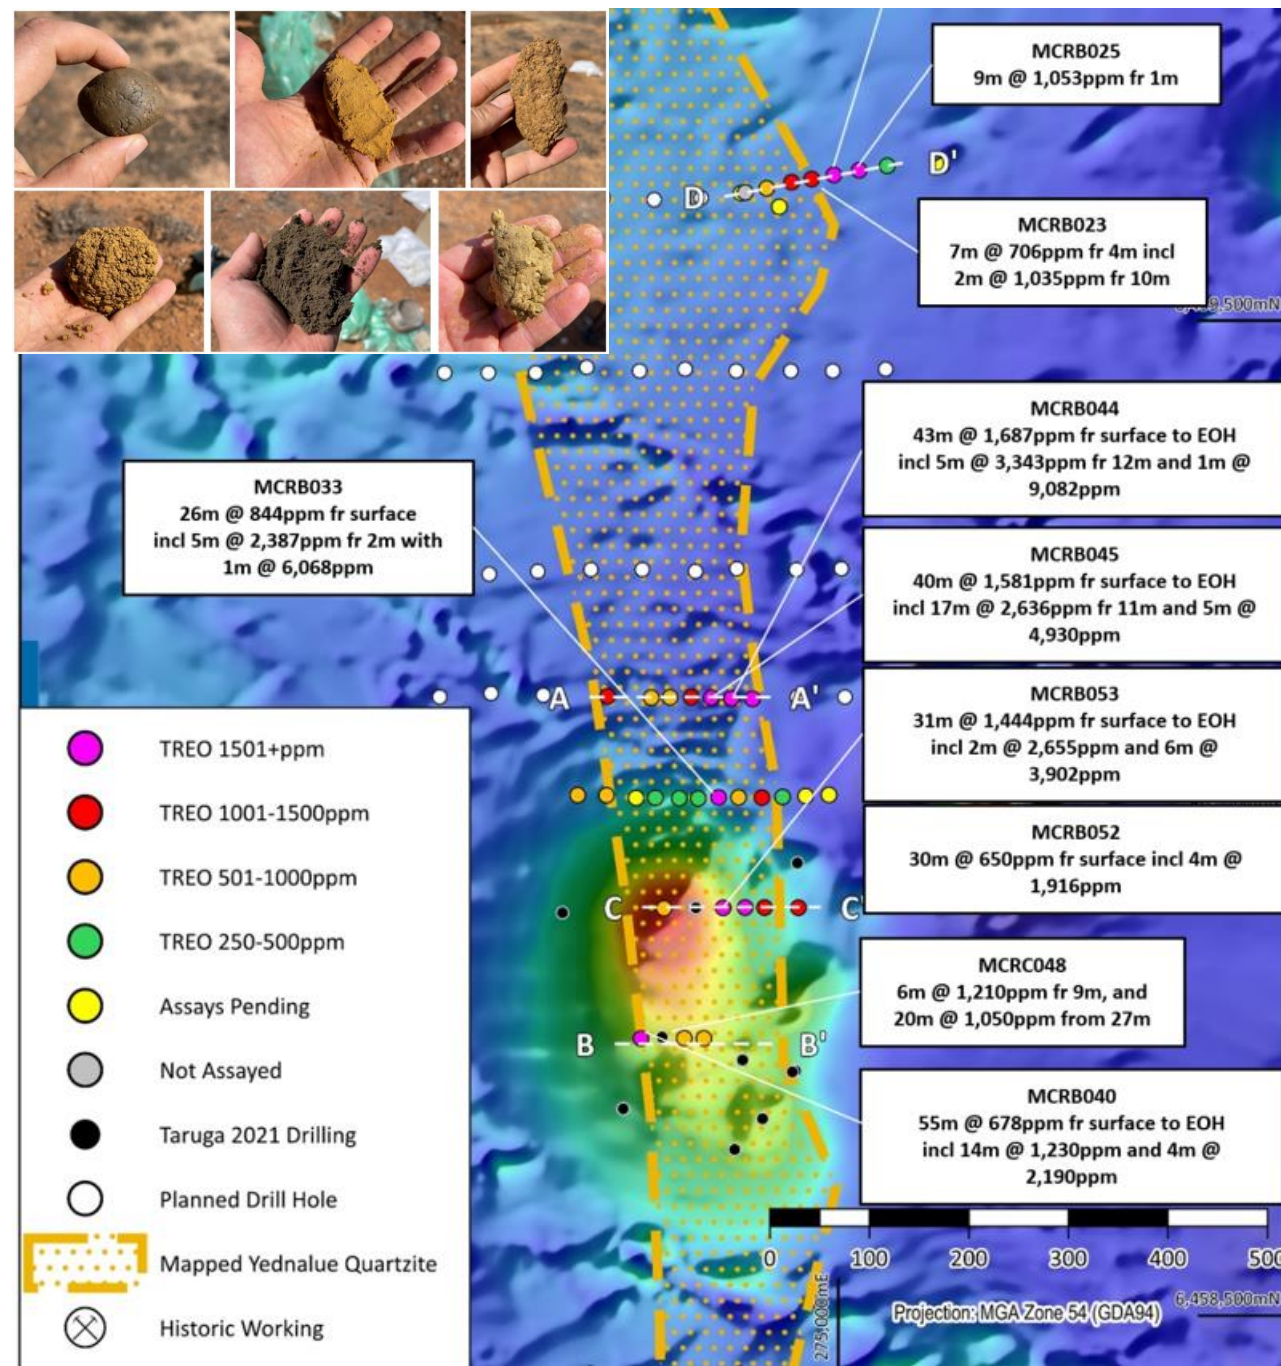 MCRB025
9m @ 1,053ppm fr 1m
D
D'
MCRB023
7m @ 706ppm fr 4m incl
2m @ 1,035ppm fr 10m
9,500mN
MCRB044
43m @ 1,687ppm fr surface to EOH
incl 5m @ 3,343ppm fr 12m and 1m @
9,082ppm
MCRB033
26m @ 844ppm fr surface
incl 5m @ 2,387ppm fr 2m with
1m @ 6,068ppm
MCRB045
40m @ 1,581ppm fr surface to EOH
incl 17m @ 2,636ppm fr 11m and 5m @
4,930ppm
A
A'
MCRB053
31m @ 1,444ppm fr surface to EOH
incl 2m @ 2,655ppm and 6m @
3,902ppm
MCRB052
30m @ 650ppm fr surface incl 4m @
1,916ppm
C
C'
MCRC048
6m @ 1,210ppm fr 9m, and
20m @ 1,050ppm from 27m
B
B'
MCRB040
55m @ 678ppm fr surface to EOH
incl 14m @ 1,230ppm and 4m @
2,190ppm
TREO 1501+ppm
TREO 1001-1500ppm
TREO 501-1000ppm
TREO 250-500ppm
Assays Pending
Not Assayed
Taruga 2021 Drilling
Planned Drill Hole
Mapped Yednalue Quartzite
Historic Working
0 100 200 300 400 500
275,000mE
Projection: MGA Zone 54 (GDA94)
6,458,500mN